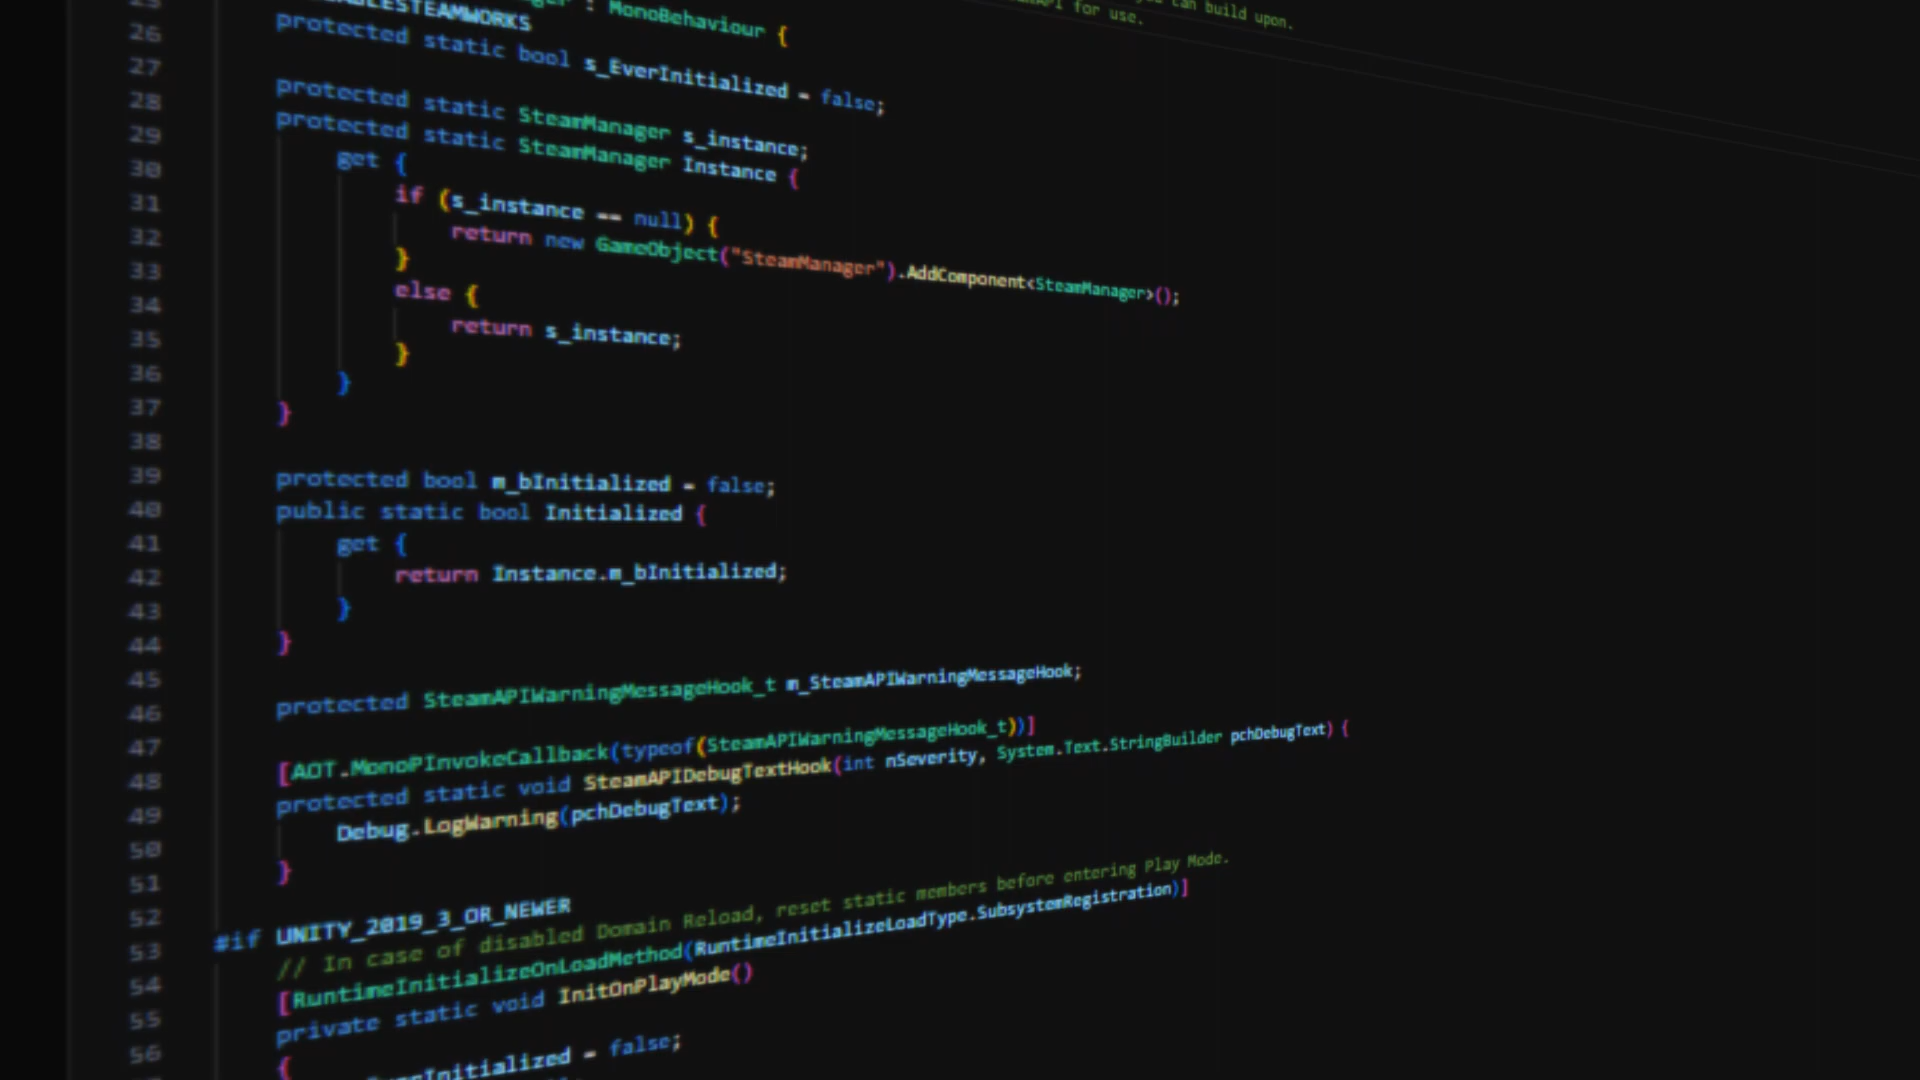 can build upon.
for use.
: MonoBehaviour {
26
protected static bool s_EverInitialized = false;
27
28
protected static SteamManager s_instance;
29
protected static SteamManager Instance {
30
get {
31
if (s_instance == null) {
32
return new GameObject("SteamManager").AddComponent<SteamManager>();
33
}
34
else {
35
return s_instance;
36
}
37
}
38
}
39
protected bool m_bInitialized = false;
40
public static bool Initialized {
41
get {
42
return Instance.m_bInitialized;
43
}
44
}
45
46
protected SteamAPIWarningMessageHook_t m_SteamAPIWarningMessageHook;
47
48
[AOT.MonoPInvokeCallback(typeof(SteamAPIWarningMessageHook_t))]
49
protected static void SteamAPIDebugTextHook(int nSeverity, System.Text.StringBuilder pchDebugText) {
50
Debug.LogWarning(pchDebugText);
51
}
52
53
#if UNITY_2019_3_OR_NEWER
54
// In case of disabled Domain Reload, reset static members before entering Play Mode.
55
[RuntimeInitializeOnLoadMethod(RuntimeInitializeLoadType.SubsystemRegistration)]
56
private static void InitOnPlayMode()
{
= false;